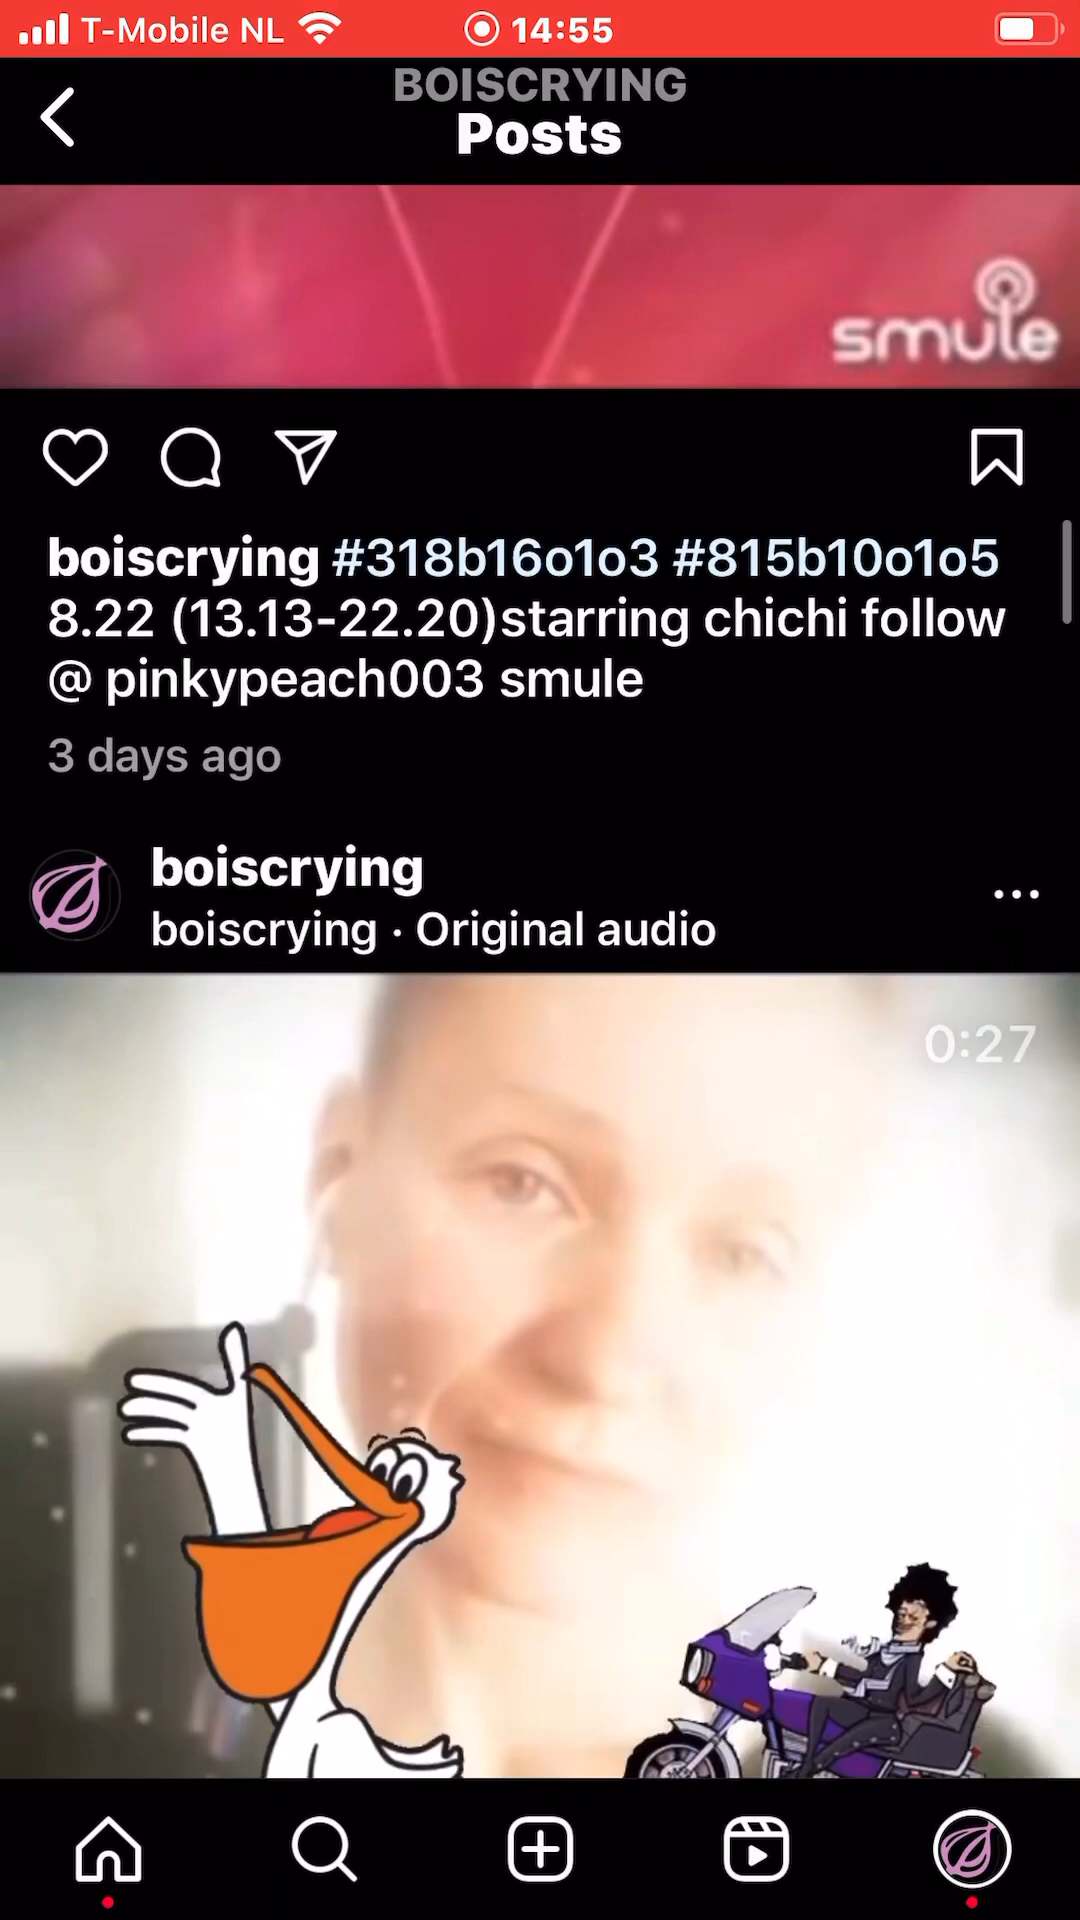 T-Mobile NL 14:55
BOISCRYING
Posts
smule
boiscrying #318b16o1o3 #815b10o1o5
8.22 (13.13-22.20)starring chichi follow
@ pinkypeach003 smule
3 days ago
boiscrying
boiscrying · Original audio
0:27